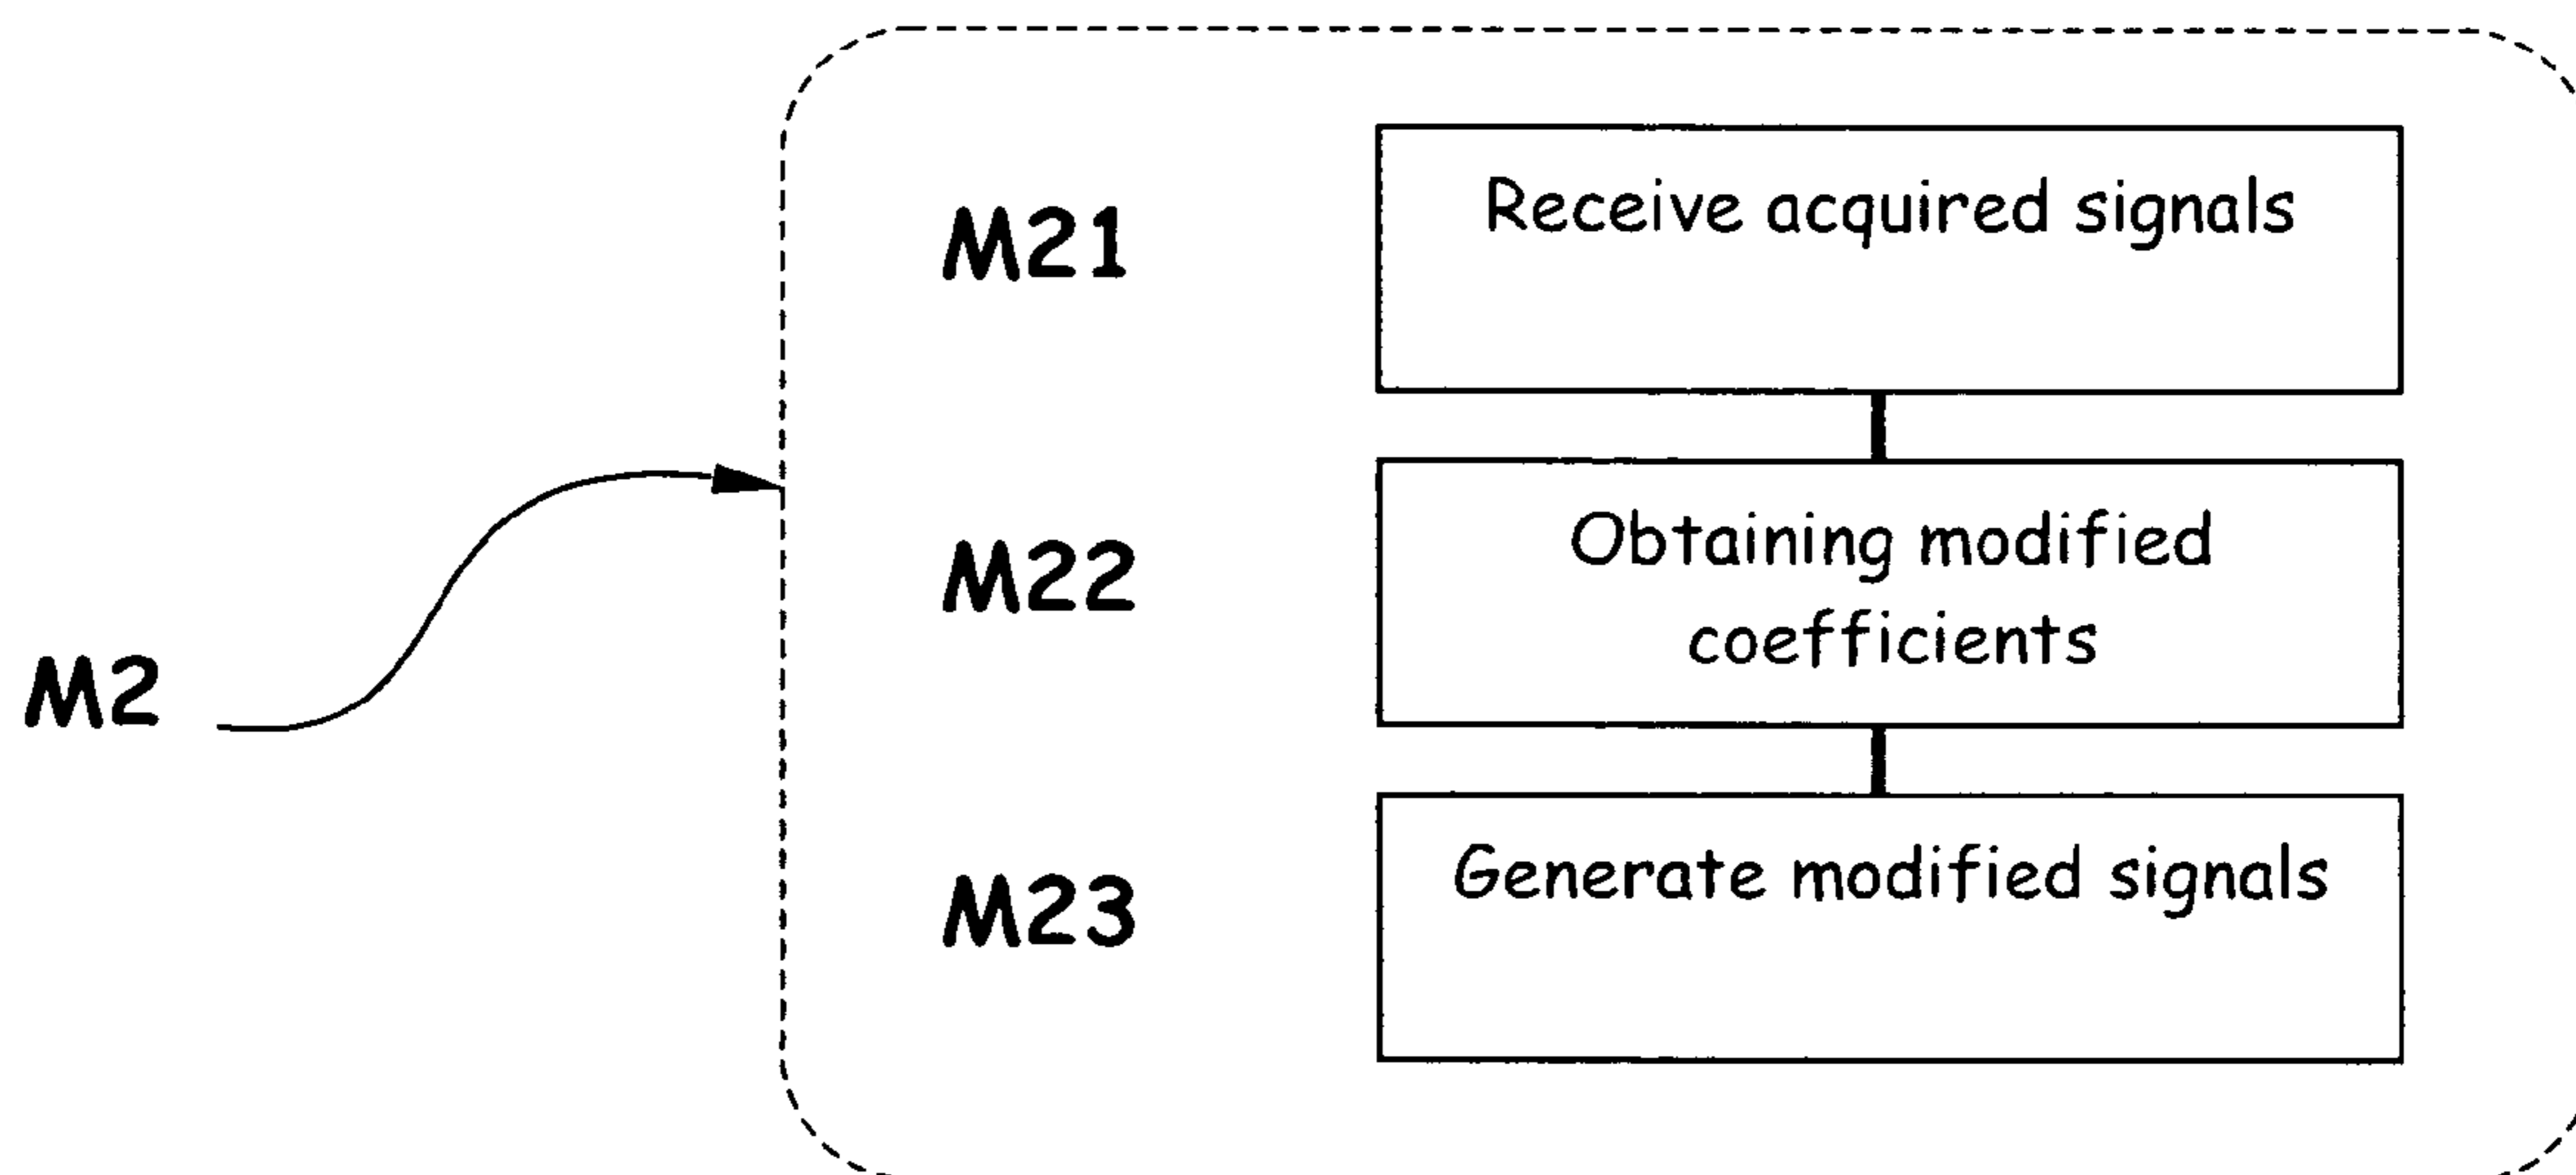 M21
Receive acquired signals
M22
Obtaining modified
coefficients
M2
M23
Generate modified signals